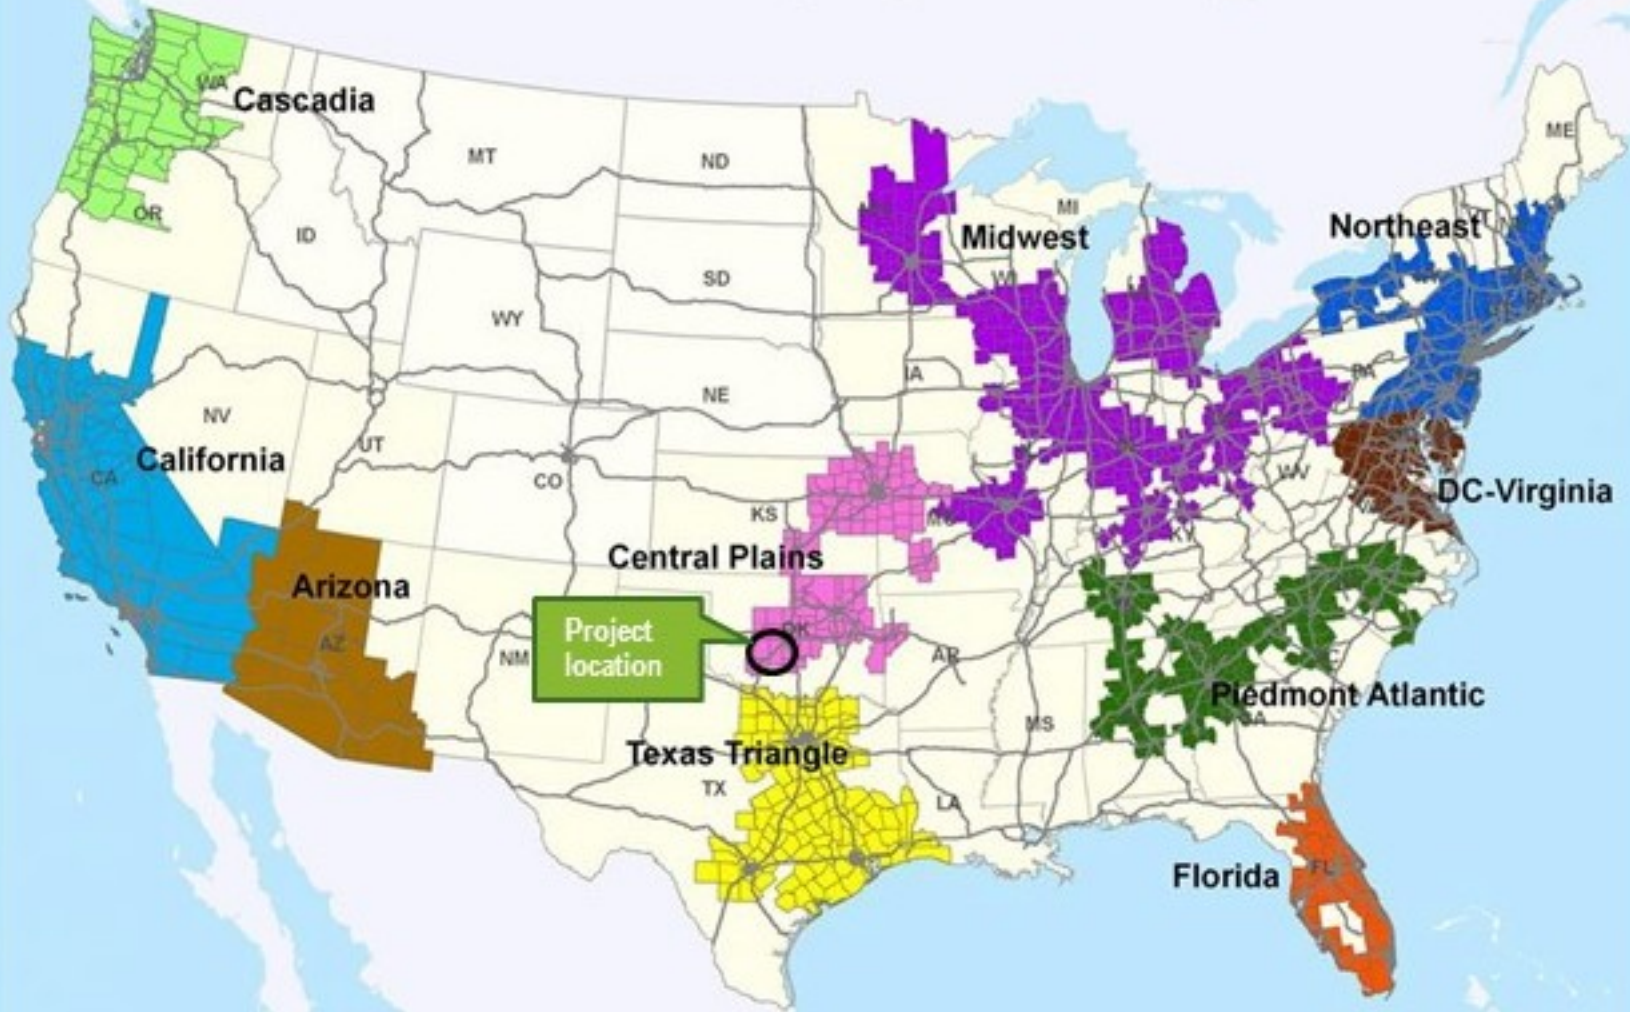 WA
Cascadia
OR
ID
MT
ND
SD
WY
NE
NV
UT
CO
California
CA
Arizona
AZ
NM
KS
Central Plains
Project
location
OK
Texas Triangle
TX
Midwest
MI
WI
IA
MO
AR
MS
LA
Northeast
ME
VT
PA
WV
KY
DC-Virginia
Piedmont Atlantic
GA
Florida
FL